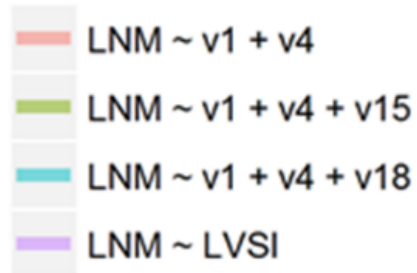 LNM ~ v1 + v4
LNM ~ v1 + v4 + v15
LNM ~ v1 + v4 + v18
LNM ~ LVSI